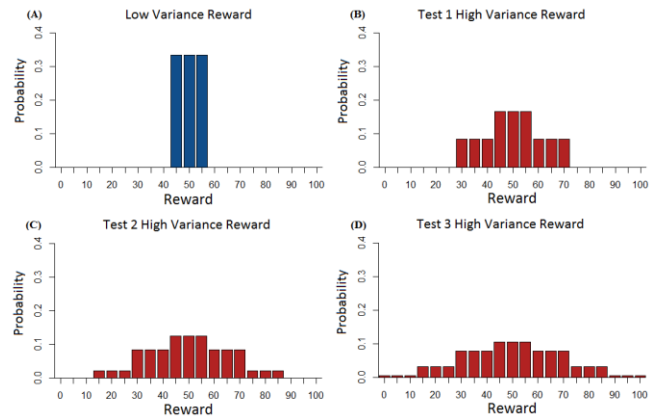 (A) Low Variance Reward
Probability
0.0 0.1 0.2 0.3 0.4
0 10 20 30 40 50 60 70 80 90 100
Reward
(B) Test 1 High Variance Reward
Probability
0.0 0.1 0.2 0.3 0.4
0 10 20 30 40 50 60 70 80 90 100
Reward
(C) Test 2 High Variance Reward
Probability
0.0 0.1 0.2 0.3 0.4
0 10 20 30 40 50 60 70 80 90 100
Reward
(D) Test 3 High Variance Reward
Probability
0.0 0.1 0.2 0.3 0.4
0 10 20 30 40 50 60 70 80 90 100
Reward